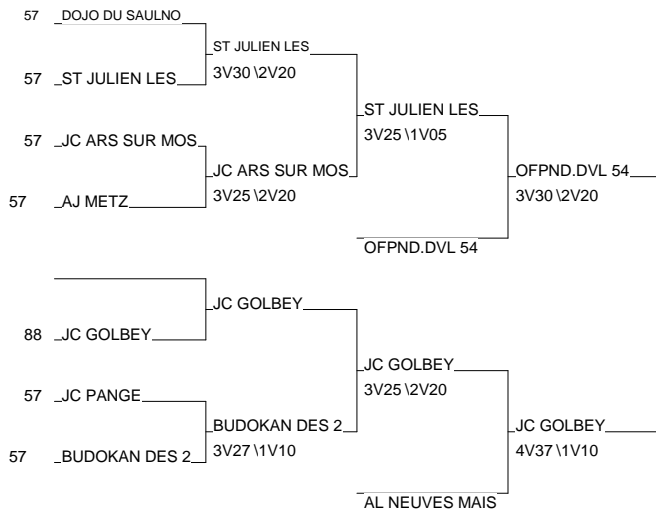 57 DOJO DU SAULNO
ST JULIEN LES
3V30 \2V20
57 ST JULIEN LES
ST JULIEN LES
3V25 \1V05
57 JC ARS SUR MOS
JC ARS SUR MOS
3V25 \2V20
57 AJ METZ
OFPND.DVL 54
3V30 \2V20
OFPND.DVL 54
JC GOLBEY
88 JC GOLBEY
JC GOLBEY
3V25 \2V20
57 JC PANGE
BUDOKAN DES 2
3V27 \1V10
57 BUDOKAN DES 2
JC GOLBEY
4V37 \1V10
AL NEUVES MAIS